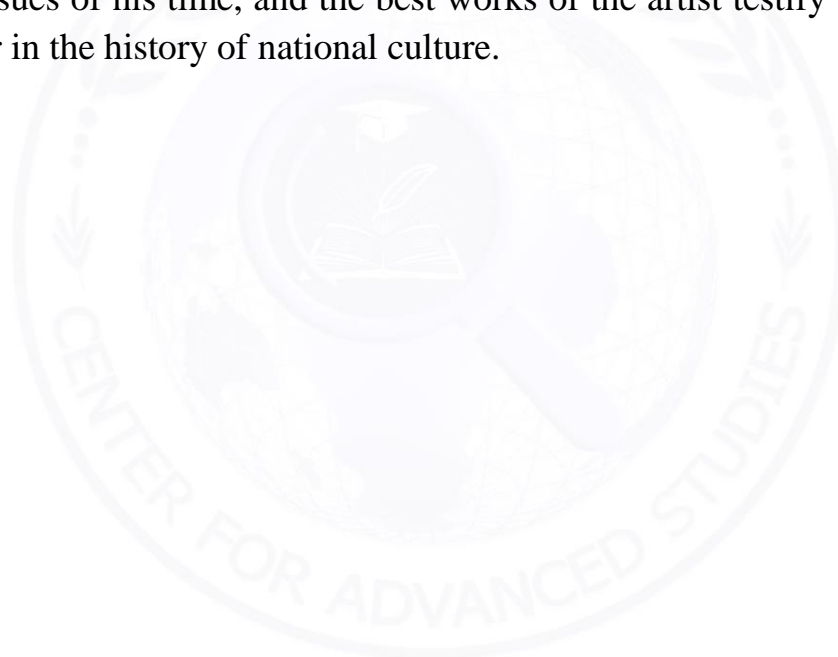 sues of his time, and the best works of the artist testify
r in the history of national culture.
CENTER FOR ADVANCED STUDIES